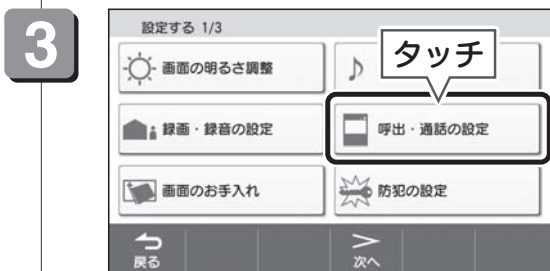 3
設定する 1/3
タッチ
画面の明るさ調整
♪
録画・録音の設定
呼出・通話の設定
画面のお手入れ
防犯の設定
戻る
次へ